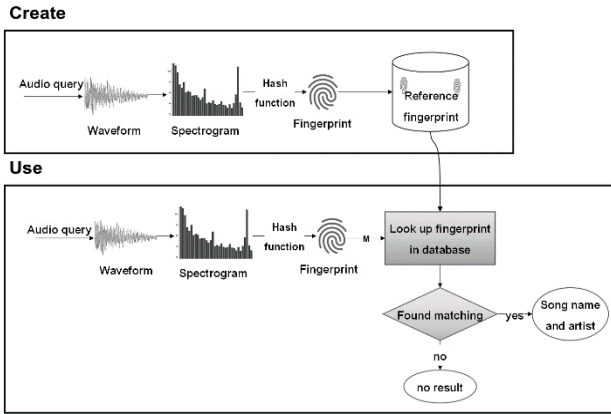 Create
Audio query
Waveform
Spectrogram
Hash
function
Fingerprint
Reference
fingerprint
Use
Audio query
Waveform
Spectrogram
Hash
function
Fingerprint
M
Look up fingerprint
in database
Found matching
yes
Song name
and artist
no
no result